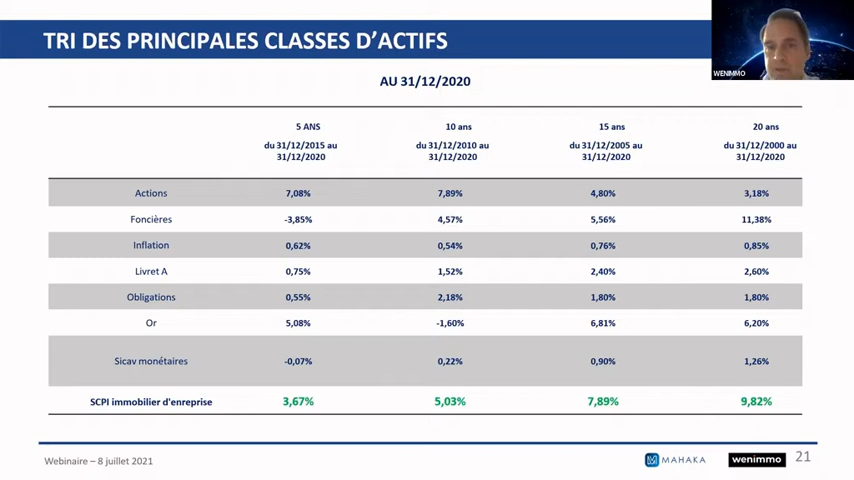 TRI DES PRINCIPALES CLASSES D'ACTIFS
WENIMMO
AU 31/12/2020
5 ANS 10 ans 15 ans 20 ans
du 31/12/2015 au du 31/12/2010 au du 31/12/2005 au du 31/12/2000 au
31/12/2020 31/12/2020 31/12/2020 31/12/2020
Actions 7,08% 7,89% 4,80% 3,18%
Foncières -3,85% 4,57% 5,56% 11,38%
Inflation 0,62% 0,54% 0,76% 0,85%
Livret A 0,75% 1,52% 2,40% 2,60%
Obligations 0,55% 2,18% 1,80% 1,80%
Or 5,08% -1,60% 6,81% 6,20%
Sicav monétaires -0,07% 0,22% 0,90% 1,26%
SCPI immobilier d'enreprise 3,67% 5,03% 7,89% 9,82%
Webinaire – 8 juillet 2021 MAHAKA wenimmo 21